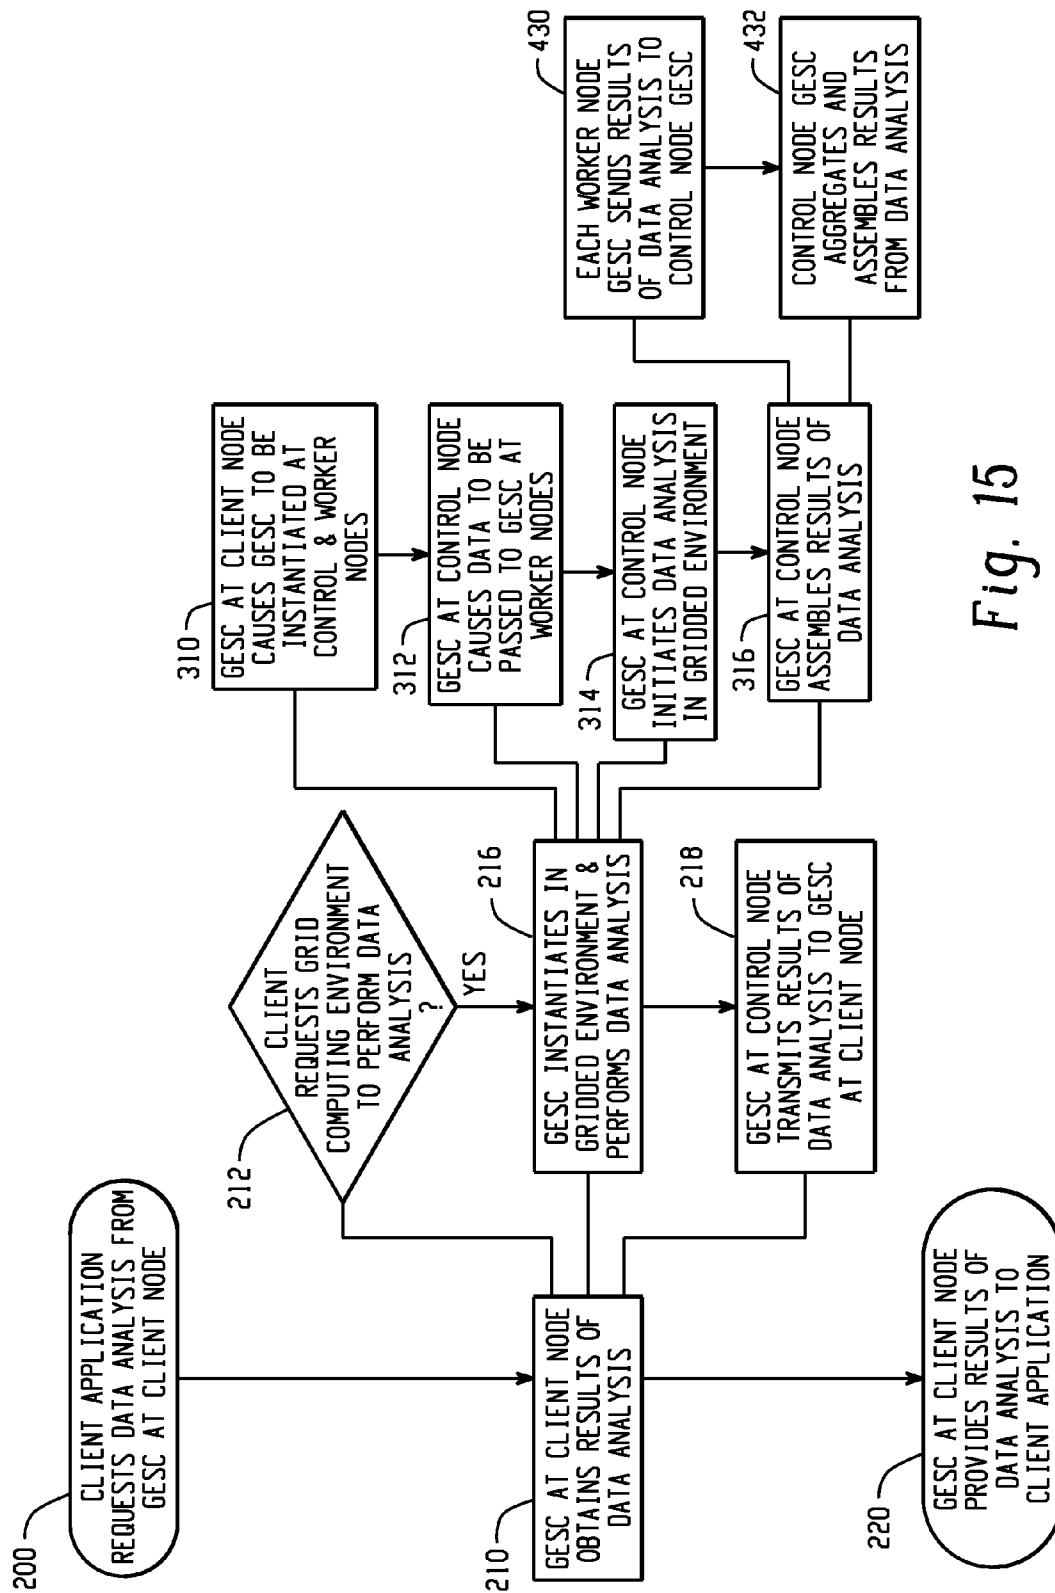 200
CLIENT APPLICATION
REQUESTS DATA ANALYSIS FROM
GESC AT CLIENT NODE
210
GESC AT CLIENT NODE
OBTAINS RESULTS OF
DATA ANALYSIS
220
GESC AT CLIENT NODE
PROVIDES RESULTS OF
DATA ANALYSIS TO
CLIENT APPLICATION
212
CLIENT
REQUESTS GRID
COMPUTING ENVIRONMENT
TO PERFORM DATA
ANALYSIS
?
YES
216
GESC INSTANTIATES IN
GRIDDED ENVIRONMENT &
PERFORMS DATA ANALYSIS
218
GESC AT CONTROL NODE
TRANSMITS RESULTS OF
DATA ANALYSIS TO GESC
AT CLIENT NODE
310
GESC AT CLIENT NODE
CAUSES GESC TO BE
INSTANTIATED AT
CONTROL & WORKER
NODES
312
GESC AT CONTROL NODE
CAUSES DATA TO BE
PASSED TO GESC AT
WORKER NODES
314
GESC AT CONTROL NODE
INITIATES DATA ANALYSIS
IN GRIDDED ENVIRONMENT
316
GESC AT CONTROL NODE
ASSEMBLES RESULTS OF
DATA ANALYSIS
430
EACH WORKER NODE
GESC SENDS RESULTS
OF DATA ANALYSIS TO
CONTROL NODE GESC
432
CONTROL NODE GESC
AGGREGATES AND
ASSEMBLES RESULTS
FROM DATA ANALYSIS
Fig. 15